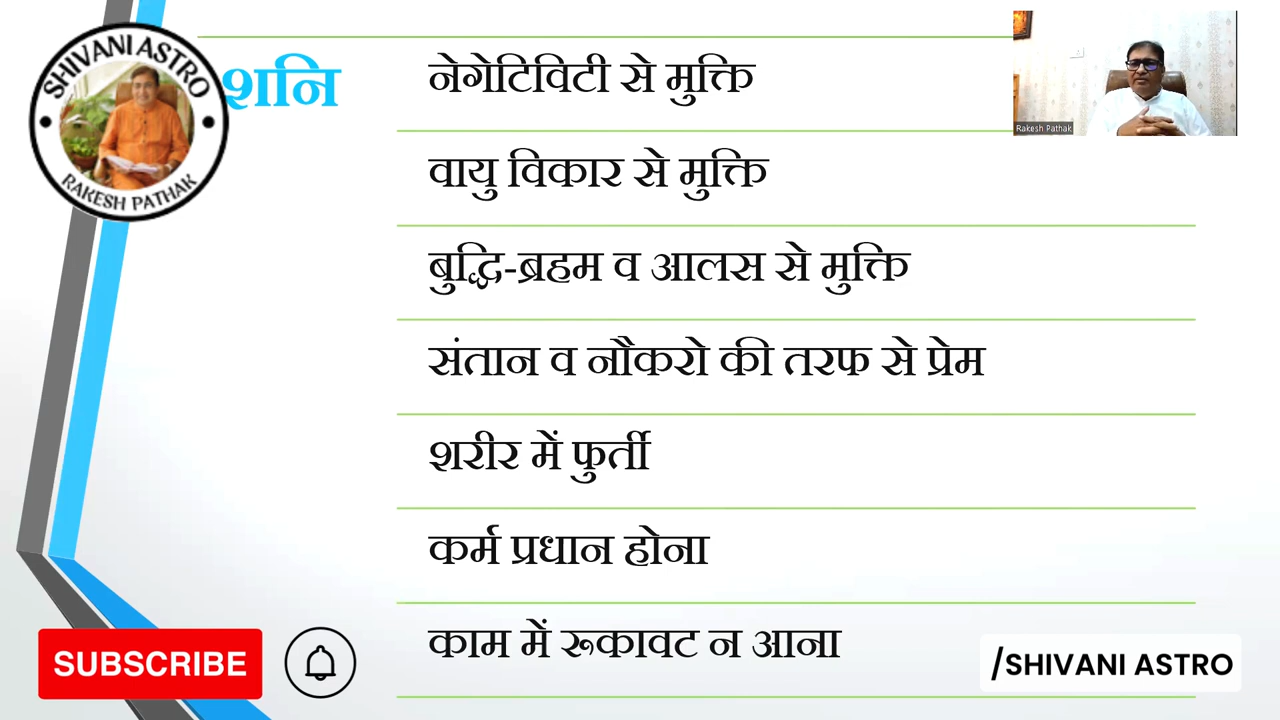 SHIVANI ASTRO
RAKESH PATHAK
शनि
नेगेटिविटी से मुक्ति
Rakesh Pathak
वायु विकार से मुक्ति
बुद्धि-ब्रहम व आलस से मुक्ति
संतान व नौकरो की तरफ से प्रेम
शरीर में फुर्ती
कर्म प्रधान होना
काम में रूकावट न आना
SUBSCRIBE
/SHIVANI ASTRO